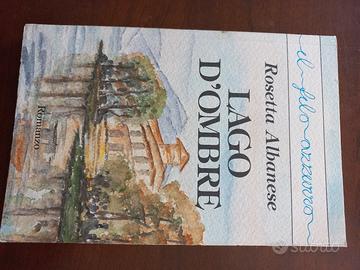 il filo azzurro
Rosetta Albanese
LAGO
D'OMBRE
Romanzo
subito